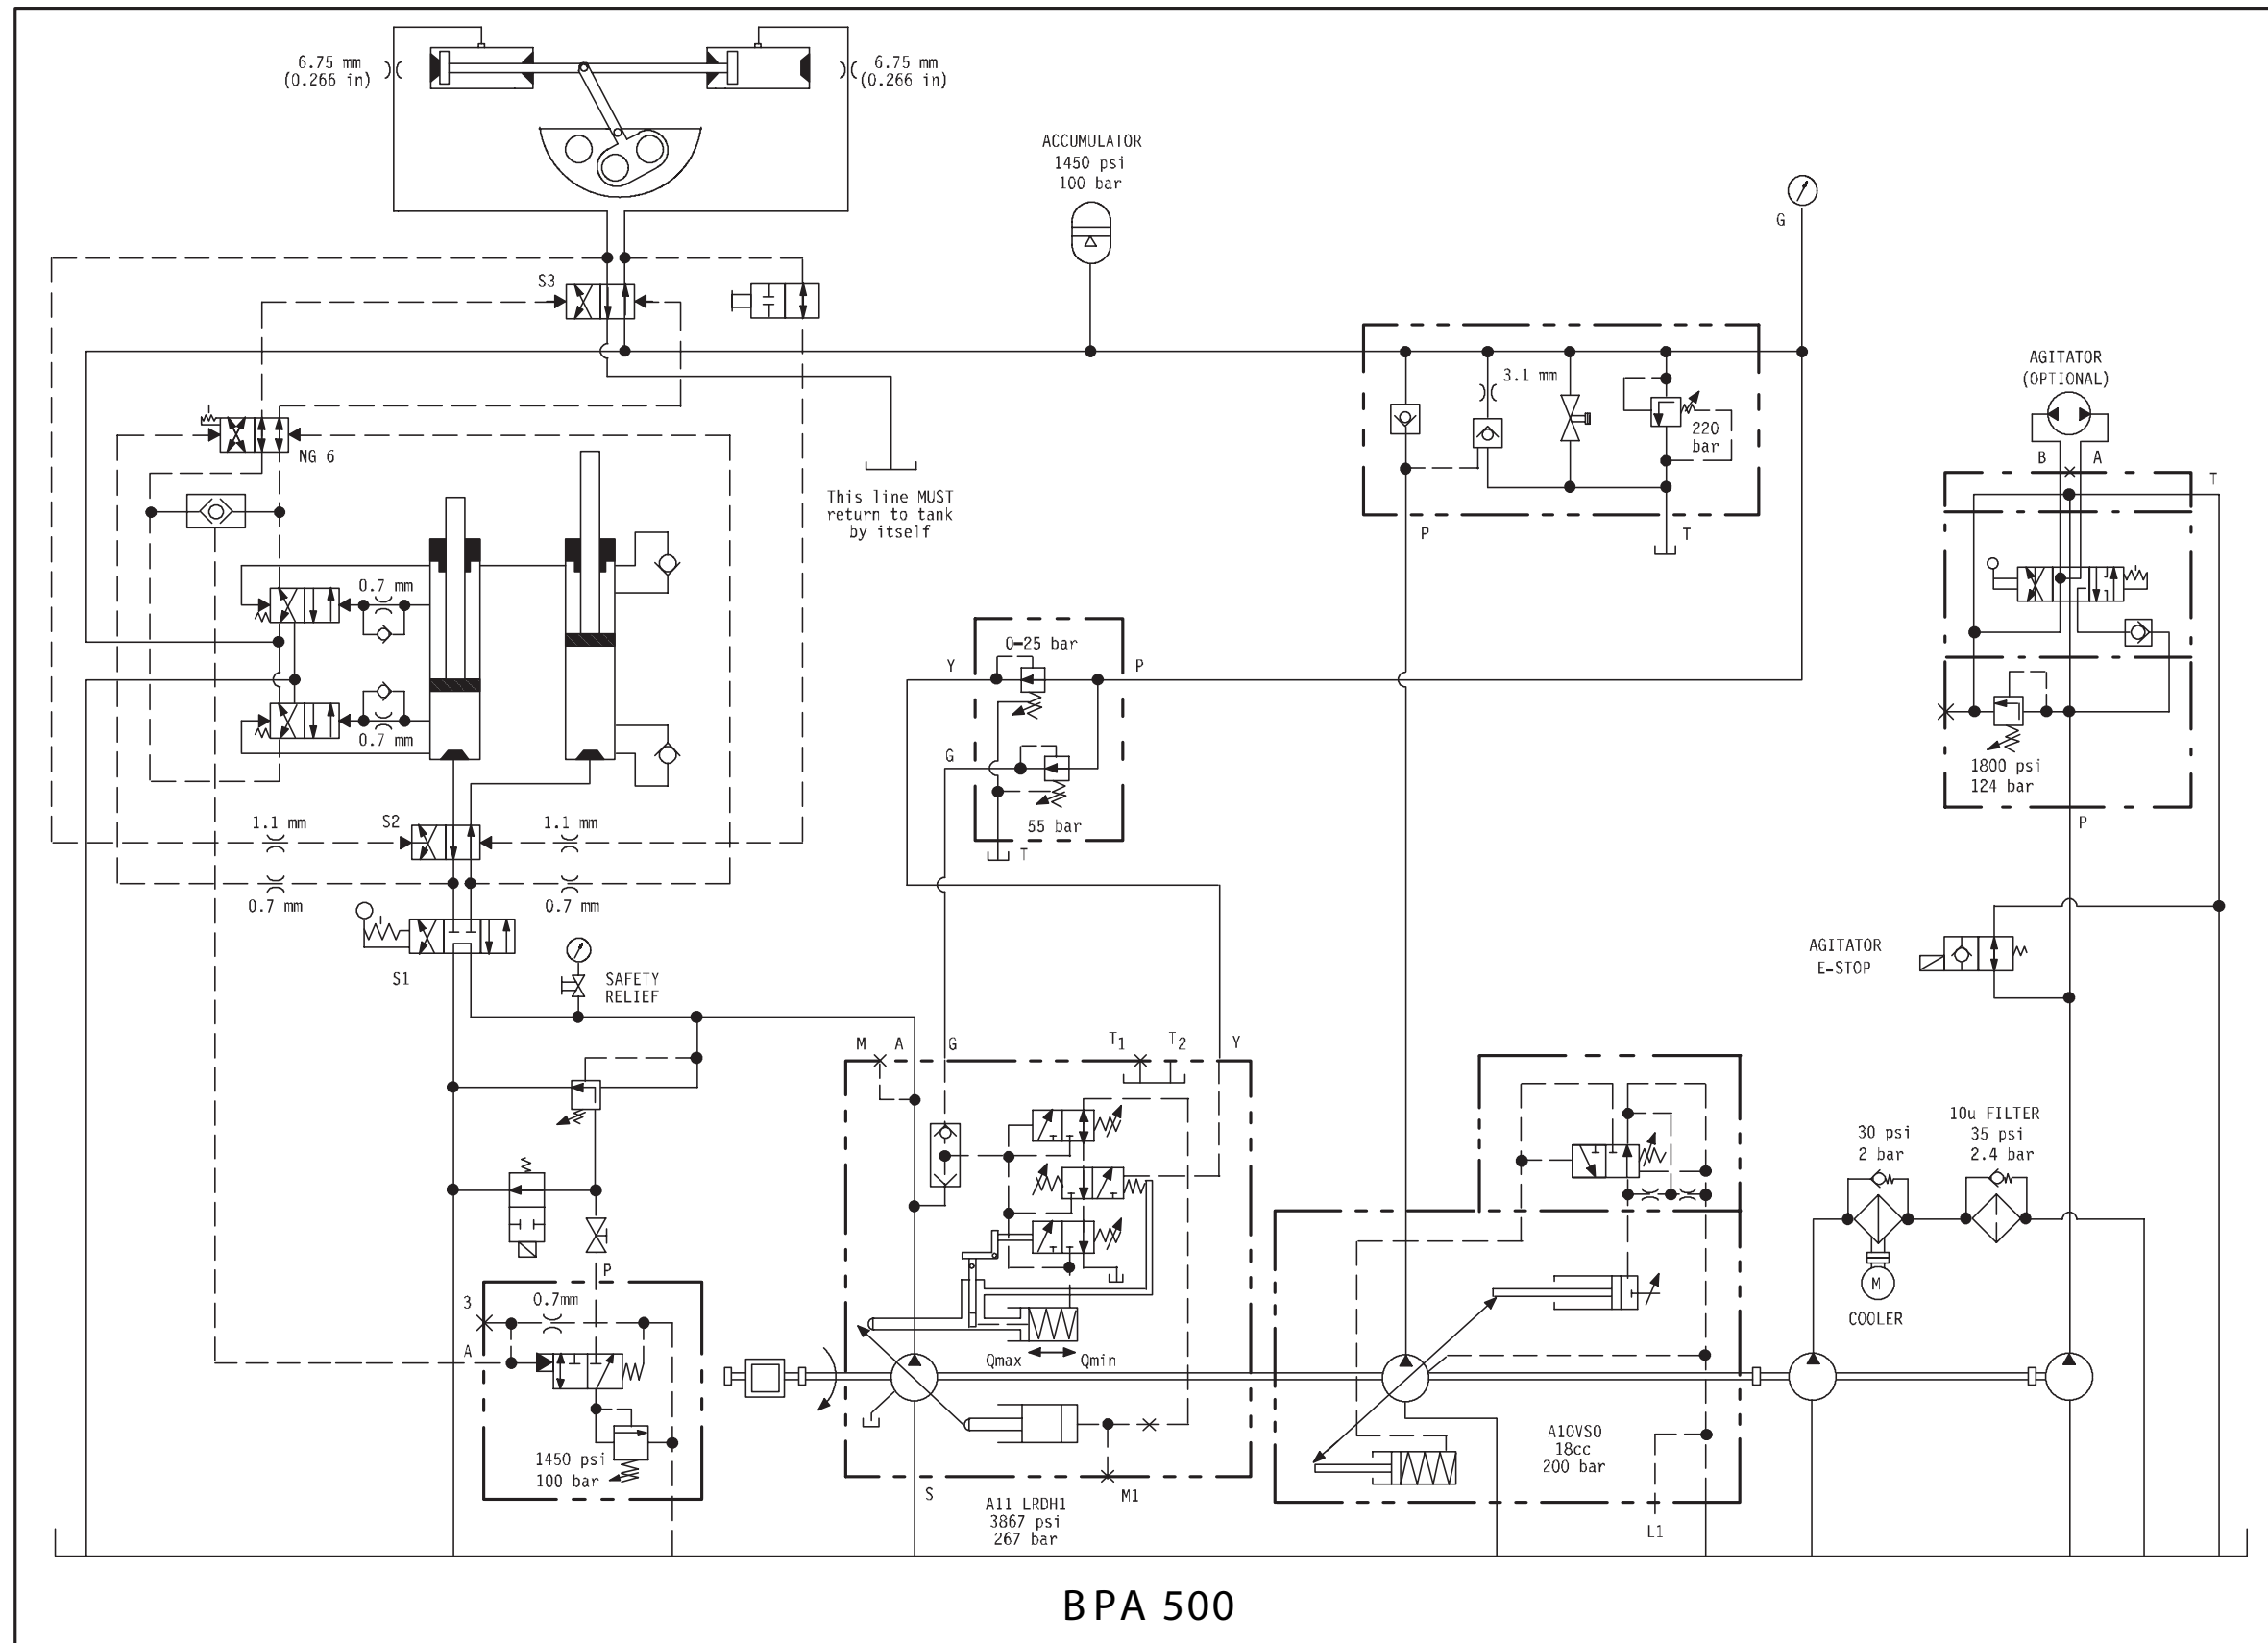 6.75 mm
(0.266 in)
6.75 mm
(0.266 in)
ACCUMULATOR
1450 psi
100 bar
G
S3
3.1 mm
220
bar
P
T
AGITATOR
(OPTIONAL)
B
A
T
NG 6
This line MUST
return to tank
by itself
0.7 mm
0.7 mm
0-25 bar
Y
P
G
55 bar
T
1800 psi
124 bar
P
1.1 mm
S2
1.1 mm
0.7 mm
0.7 mm
S1
SAFETY
RELIEF
AGITATOR
E-STOP
M
A
G
T1
T2
Y
10u FILTER
35 psi
2.4 bar
30 psi
2 bar
M
COOLER
P
3
0.7mm
A
1450 psi
100 bar
Qmax
Qmin
S
M1
A11 LRDH1
3867 psi
267 bar
A10VSO
18cc
200 bar
L1
BPA 500